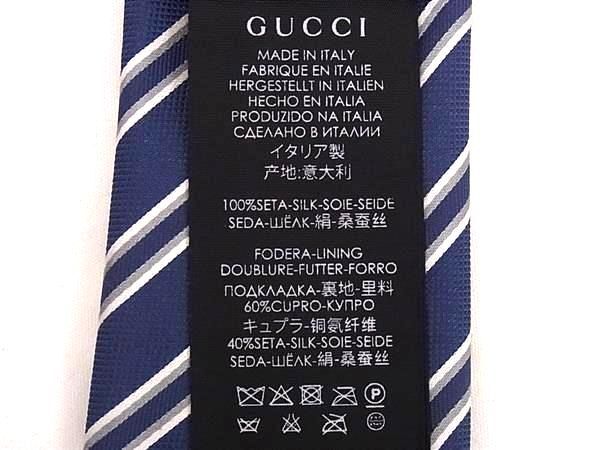 GUCCI
MADE IN ITALY
FABRIQUE EN ITALIE
HERGESTELLT IN ITALIEN
HECHO EN ITALIA
PRODUZIDO NA ITALIA
СДЕЛАНО В ИТАЛИИ
イタリア製
产地:意大利
100%SETA-SILK-SOIE-SEIDE
SEDA-ШЁЛК-絹-桑蚕丝
FODERA-LINING
DOUBLURE-FUTTER-FORRO
ПОДКЛАДКА-裏地-里料
60%CUPRO-КУПРО
キュプラ-铜氨纤维
40%SETA-SILK-SOIE-SEIDE
SEDA-ШЁЛК-絹-桑蚕丝
P